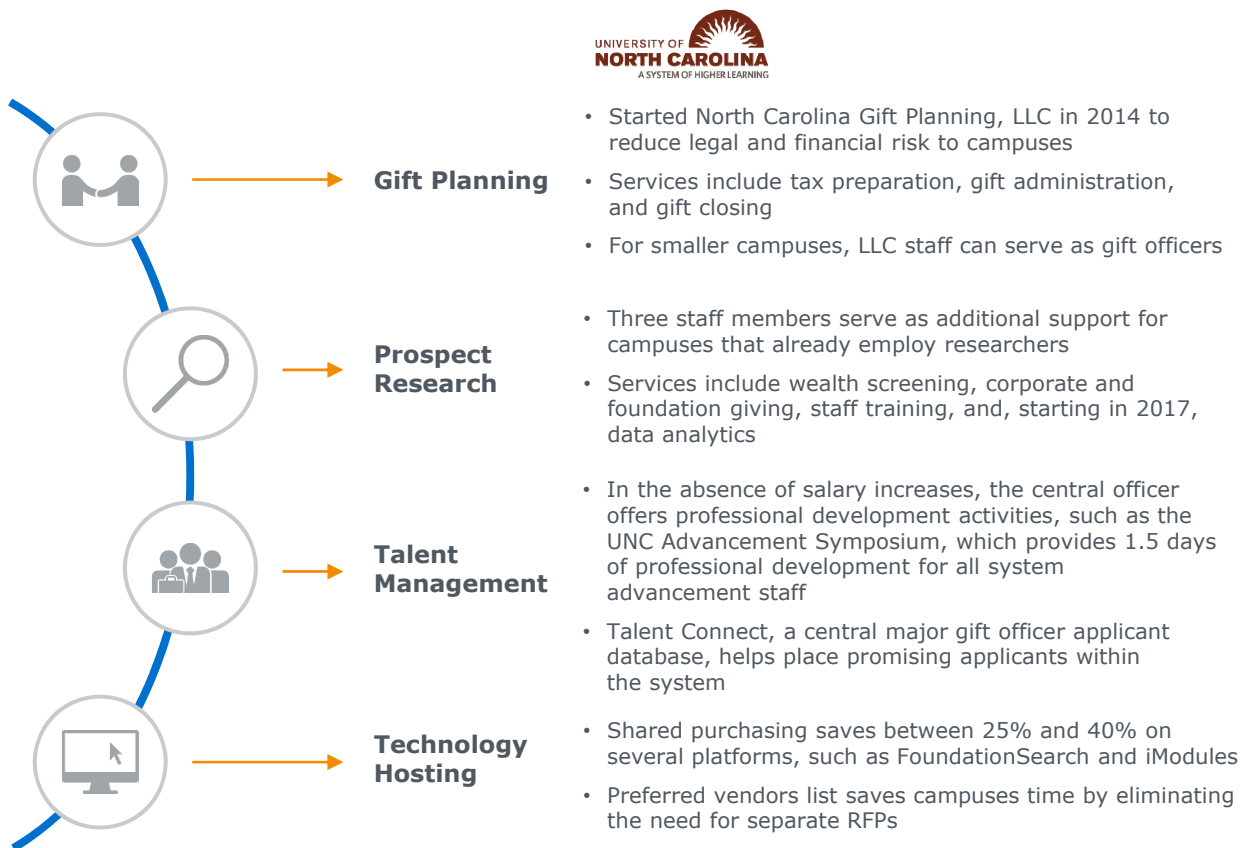 UNIVERSITY OF
NORTH CAROLINA
A SYSTEM OF HIGHER LEARNING
Gift Planning
• Started North Carolina Gift Planning, LLC in 2014 to
reduce legal and financial risk to campuses
• Services include tax preparation, gift administration,
and gift closing
• For smaller campuses, LLC staff can serve as gift officers
Prospect
Research
• Three staff members serve as additional support for
campuses that already employ researchers
• Services include wealth screening, corporate and
foundation giving, staff training, and, starting in 2017,
data analytics
Talent
Management
• In the absence of salary increases, the central officer
offers professional development activities, such as the
UNC Advancement Symposium, which provides 1.5 days
of professional development for all system
advancement staff
• Talent Connect, a central major gift officer applicant
database, helps place promising applicants within
the system
Technology
Hosting
• Shared purchasing saves between 25% and 40% on
several platforms, such as FoundationSearch and iModules
• Preferred vendors list saves campuses time by eliminating
the need for separate RFPs